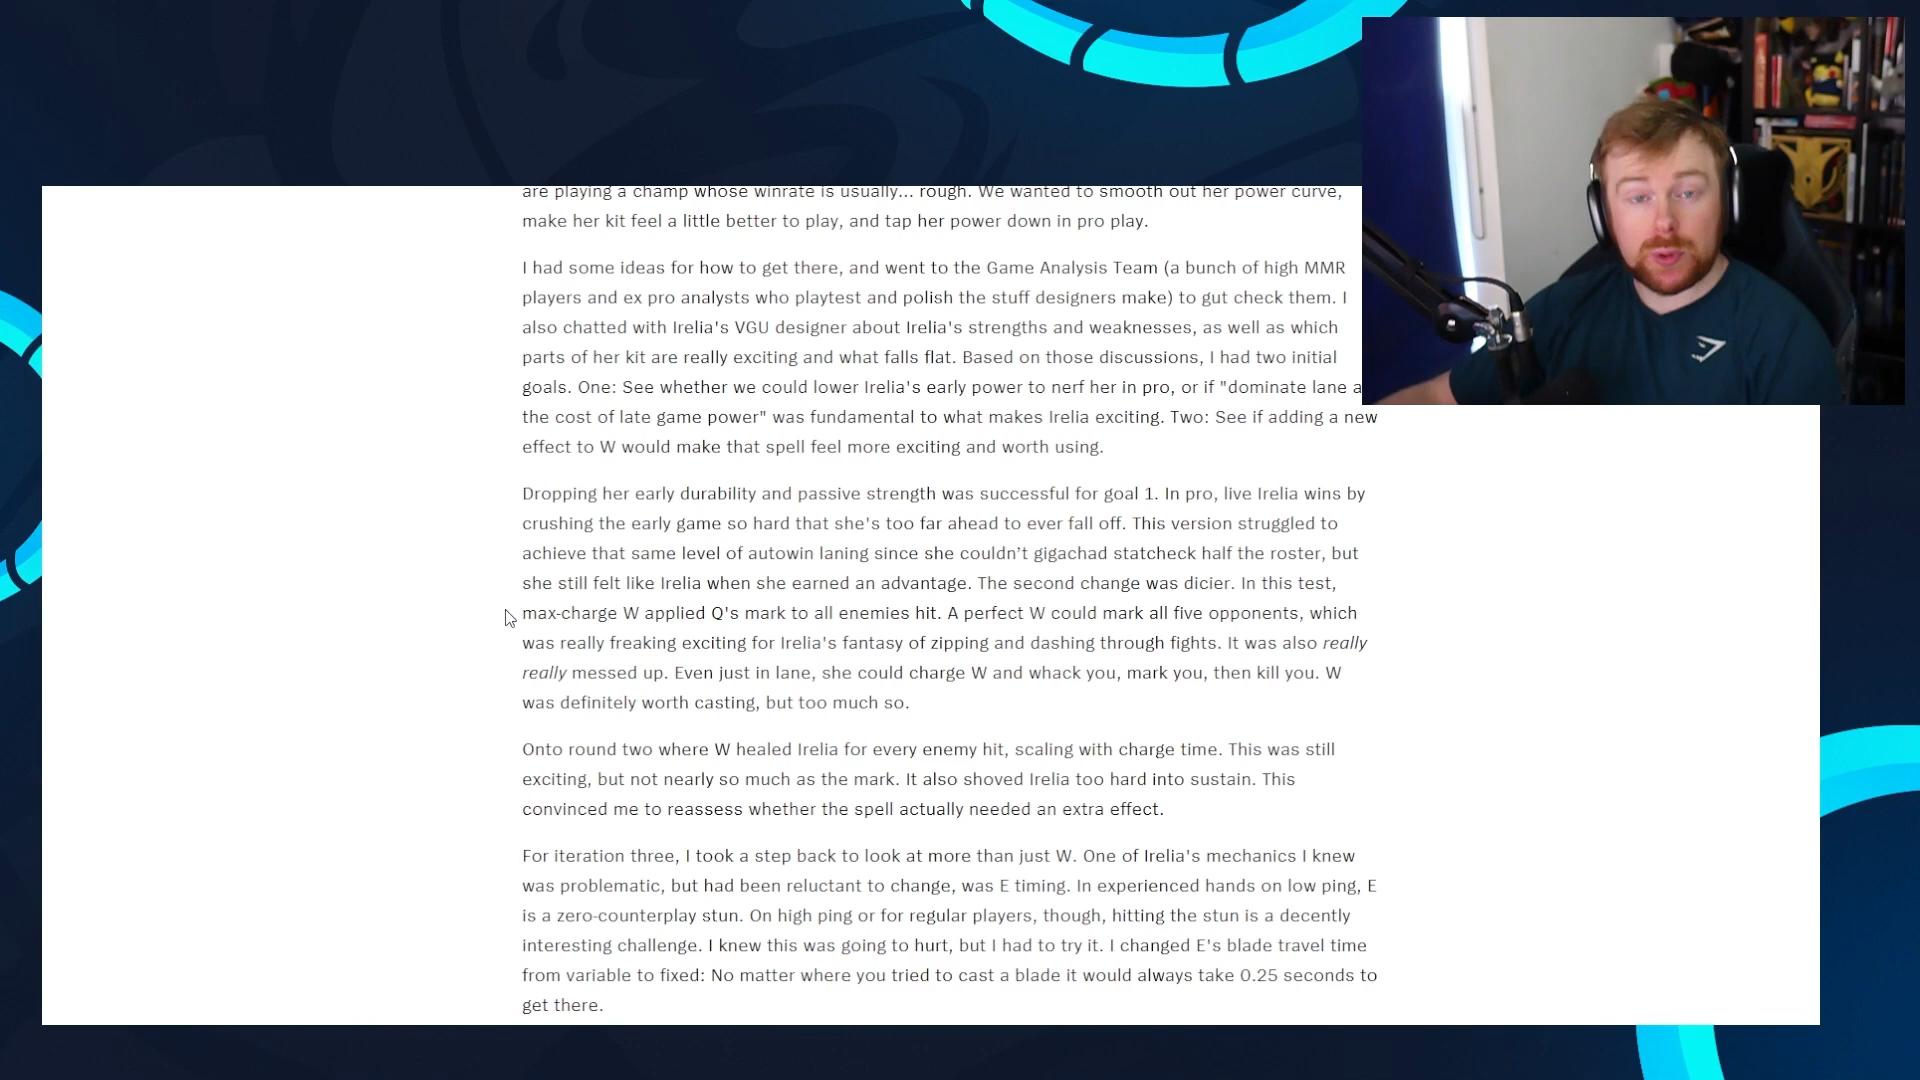 are playing a champ whose winrate is usually... rough. We wanted to smooth out her power curve,
make her kit feel a little better to play, and tap her power down in pro play.
I had some ideas for how to get there, and went to the Game Analysis Team (a bunch of high MMR
players and ex pro analysts who playtest and polish the stuff designers make) to gut check them. I
also chatted with Irelia's VGU designer about Irelia's strengths and weaknesses, as well as which
parts of her kit are really exciting and what falls flat. Based on those discussions, I had two initial
goals. One: See whether we could lower Irelia's early power to nerf her in pro, or if "dominate lane a
the cost of late game power" was fundamental to what makes Irelia exciting. Two: See if adding a new
effect to W would make that spell feel more exciting and worth using.
Dropping her early durability and passive strength was successful for goal 1. In pro, live Irelia wins by
crushing the early game so hard that she's too far ahead to ever fall off. This version struggled to
achieve that same level of autowin laning since she couldn’t gigachad statcheck half the roster, but
she still felt like Irelia when she earned an advantage. The second change was dicier. In this test,
max-charge W applied Q's mark to all enemies hit. A perfect W could mark all five opponents, which
was really freaking exciting for Irelia's fantasy of zipping and dashing through fights. It was also really
really messed up. Even just in lane, she could charge W and whack you, mark you, then kill you. W
was definitely worth casting, but too much so.
Onto round two where W healed Irelia for every enemy hit, scaling with charge time. This was still
exciting, but not nearly so much as the mark. It also shoved Irelia too hard into sustain. This
convinced me to reassess whether the spell actually needed an extra effect.
For iteration three, I took a step back to look at more than just W. One of Irelia's mechanics I knew
was problematic, but had been reluctant to change, was E timing. In experienced hands on low ping, E
is a zero-counterplay stun. On high ping or for regular players, though, hitting the stun is a decently
interesting challenge. I knew this was going to hurt, but I had to try it. I changed E's blade travel time
from variable to fixed: No matter where you tried to cast a blade it would always take 0.25 seconds to
get there.